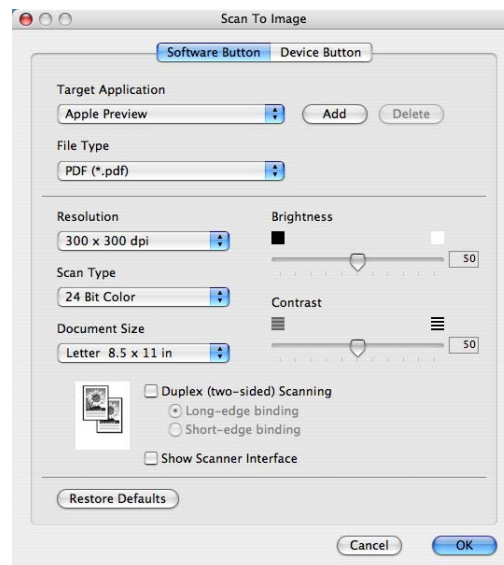 Scan To Image
Software Button Device Button
Target Application
Apple Preview Add Delete
File Type
PDF (*.pdf)
Resolution Brightness
300 x 300 dpi
50
Scan Type
24 Bit Color
Contrast
Document Size
Letter 8.5 x 11 in
50
Duplex (two-sided) Scanning
Long-edge binding
Short-edge binding
Show Scanner Interface
Restore Defaults
Cancel OK